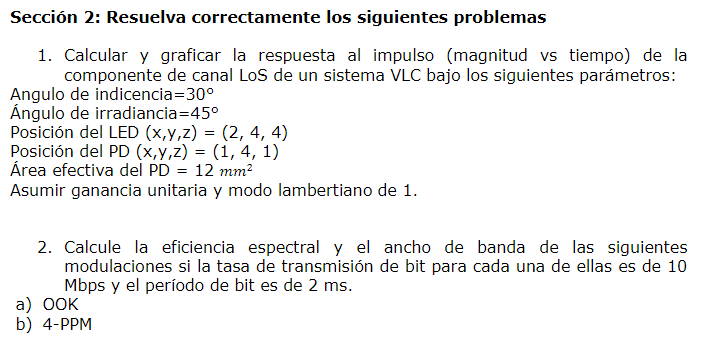 Sección 2: Resuelva correctamente los siguientes problemas
1. Calcular y graficar la respuesta al impulso (magnitud vs tiempo) de la
componente de canal LoS de un sistema VLC bajo los siguientes parámetros:
Angulo de indicencia=30°
Ángulo de irradiancia=45°
Posición del LED (x,y,z) = (2, 4, 4)
Posición del PD (x,y,z) = (1, 4, 1)
Área efectiva del PD = 12 mm²
Asumir ganancia unitaria y modo lambertiano de 1.
2. Calcule la eficiencia espectral y el ancho de banda de las siguientes
modulaciones si la tasa de transmisión de bit para cada una de ellas es de 10
Mbps y el período de bit es de 2 ms.
a) OOK
b) 4-PPM